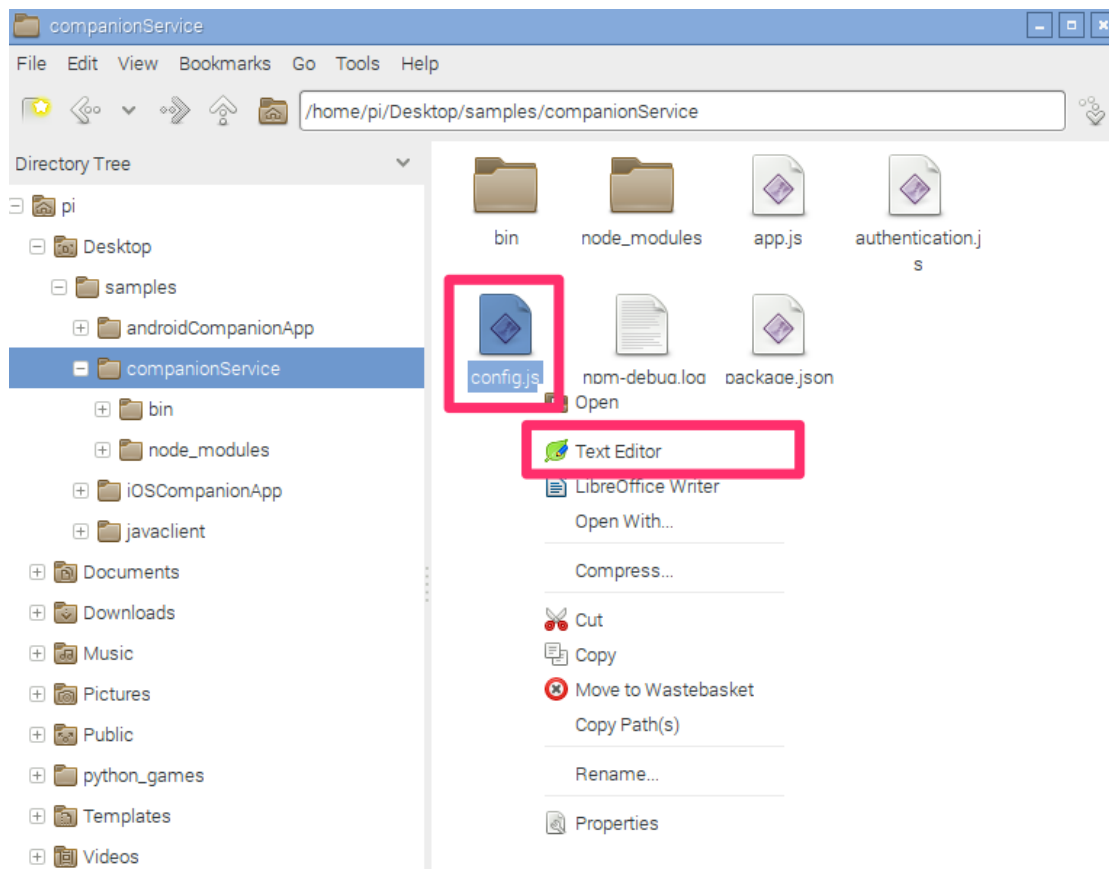 companionService
File Edit View Bookmarks Go Tools Help
/home/pi/Desktop/samples/companionService
Directory Tree
pi
Desktop
samples
androidCompanionApp
companionService
bin
node_modules
iOSCompanionApp
javaclient
Documents
Downloads
Music
Pictures
Public
python_games
Templates
Videos
bin node_modules app.js authentication.j
s
config.js npm-debug.log package.json
Open
Text Editor
LibreOffice Writer
Open With...
Compress...
Cut
Copy
Move to Wastebasket
Copy Path(s)
Rename...
Properties